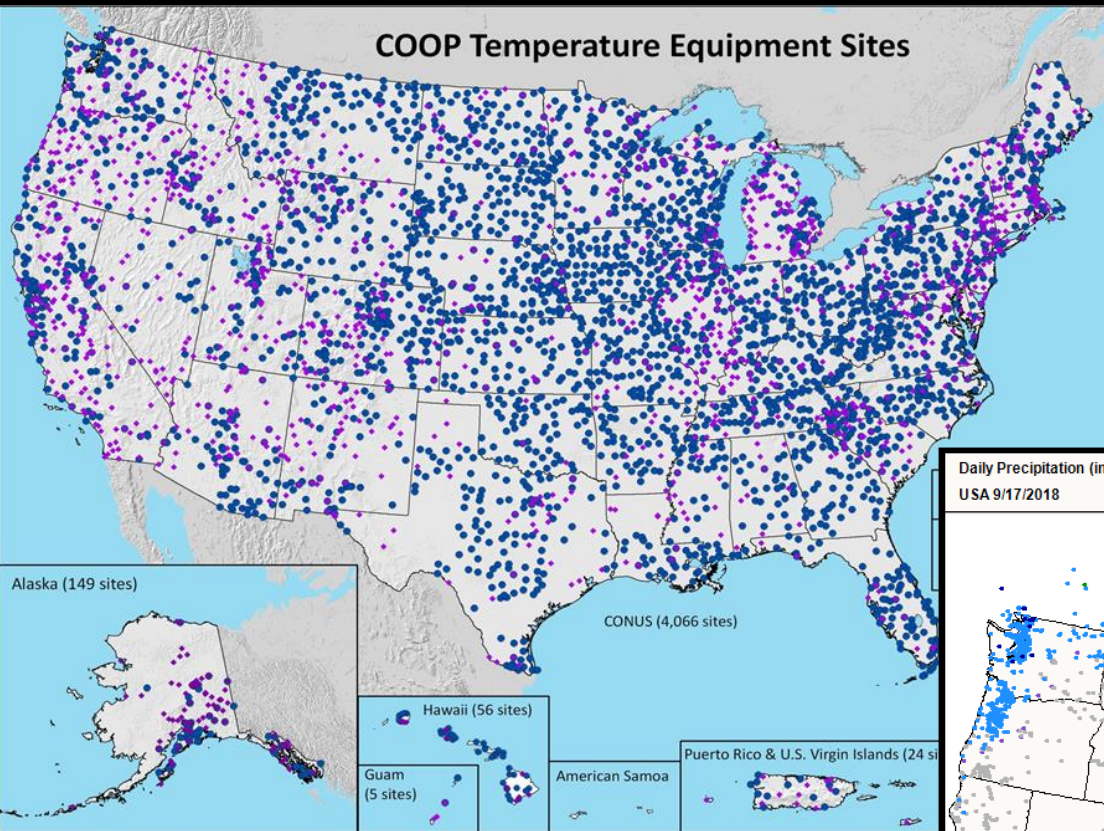 COOP Temperature Equipment Sites
Daily Precipitation (in
USA 9/17/2018
Alaska (149 sites)
CONUS (4,066 sites)
Hawaii (56 sites)
Puerto Rico & U.S. Virgin Islands (24 si
Guam
(5 sites)
American Samoa